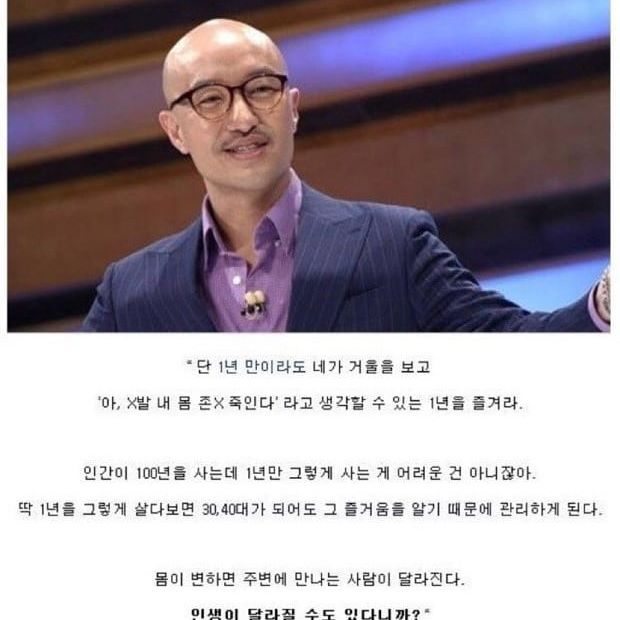 “단 1년 만이라도 네가 거울을 보고
'아, X발 내 몸 존X 죽인다' 라고 생각할 수 있는 1년을 즐겨라.
인간이 100년을 사는데 1년만 그렇게 사는 게 어려운 건 아니잖아.
딱 1년을 그렇게 살다보면 30,40대가 되어도 그 즐거움을 알기 때문에 관리하게 된다.
몸이 변하면 주변에 만나는 사람이 달라진다.
인생이 달라질 수도 있다니까?“